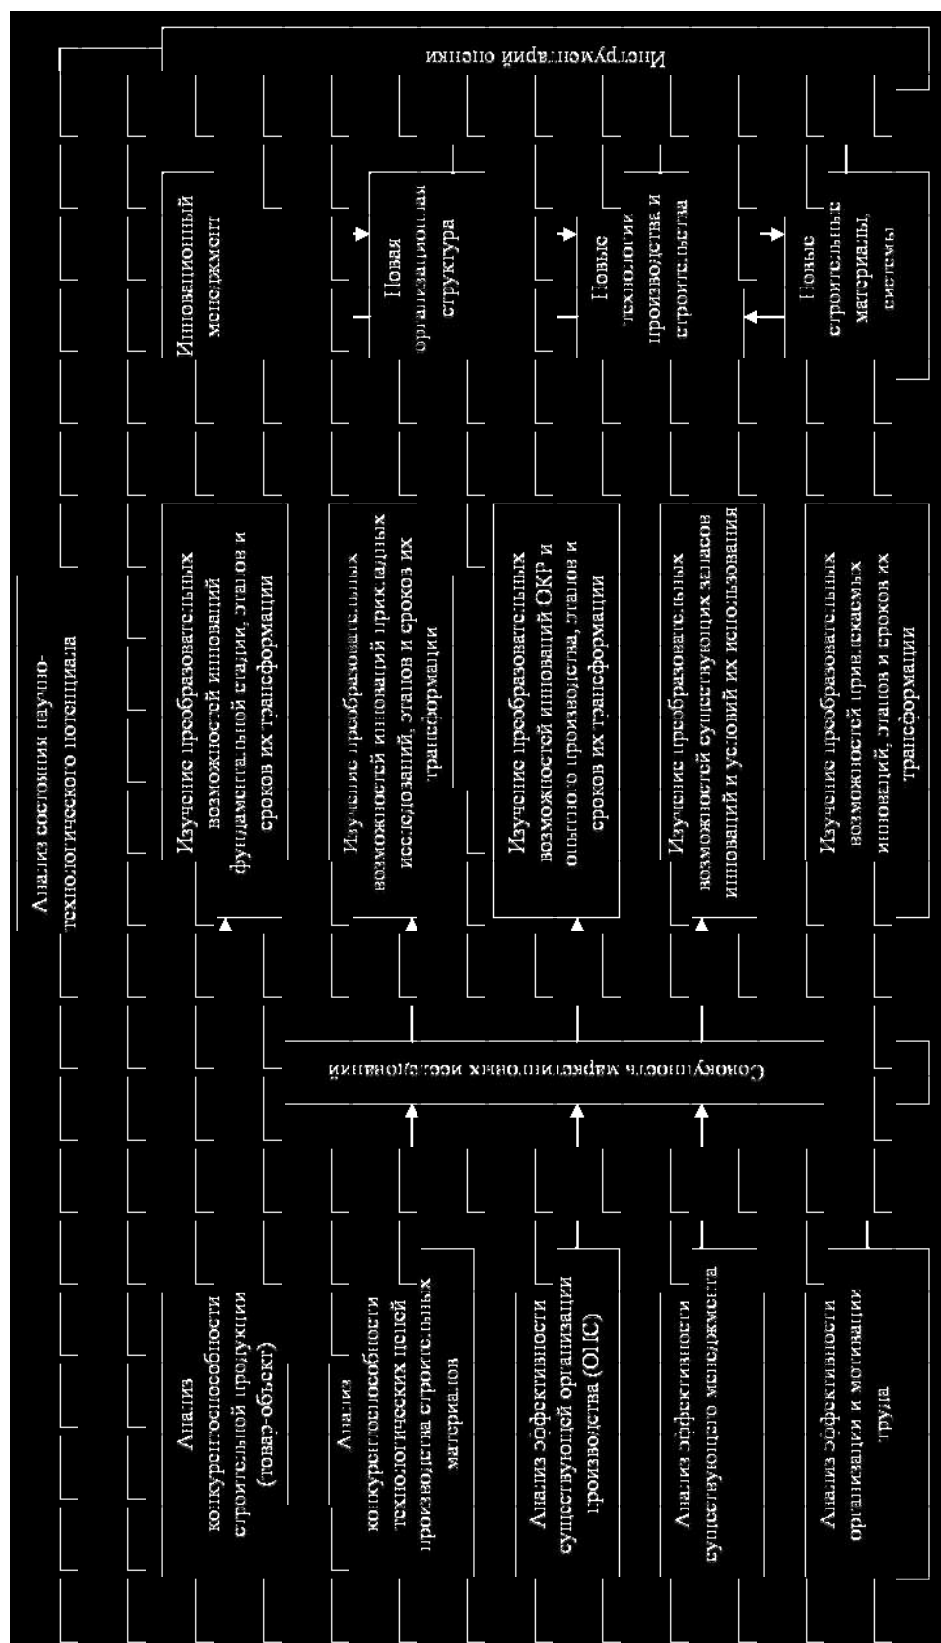 Анализ состояния научно-
технологического потенциала
Анализ
конкурентоспособности
строительной продукции
(товар-объект)
Анализ
конкурентоспособности
технологических цепей
производства строительных
материалов
Анализ эффективности
существующей организации
производства (ОПС)
Анализ эффективности
существующего менеджмента
Анализ эффективности
организации и мотивации
труда
Совокупность маркетинговых исследований
Изучение преобразовательных
возможностей инноваций
фундаментальной стадии, этапов и
сроков их трансформации
Изучение преобразовательных
возможностей инноваций прикладных
исследований, этапов и сроков их
трансформации
Изучение преобразовательных
возможностей инноваций ОКР и
опытного производства, этапов и
сроков их трансформации
Изучение преобразовательных
возможностей существующих запасов
инноваций и условий их использования
Изучение преобразовательных
возможностей привлекаемых
инноваций, этапов и сроков их
трансформации
Инновационный
менеджмент
Новая
организационная
структура
Новые
технологии
производства и
строительства
Новые
строительные
материалы,
системы
Инструментарий оценки